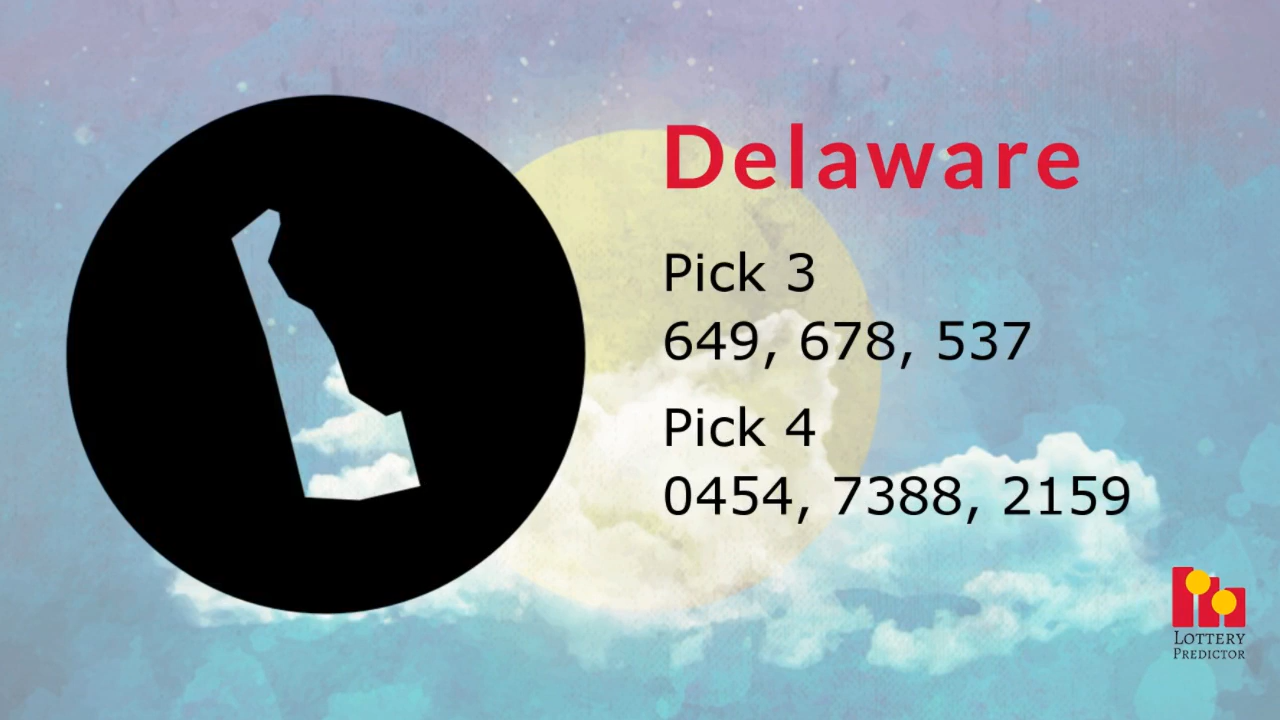 Delaware
Pick 3
649, 678, 537
Pick 4
0454, 7388, 2159
LOTTERY
PREDICTOR